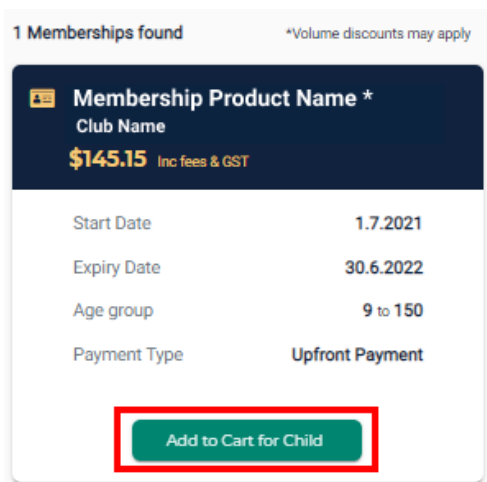 1 Memberships found *Volume discounts may apply
Membership Product Name *
Club Name
$145.15 Inc fees & GST
Start Date 1.7.2021
Expiry Date 30.6.2022
Age group 9 to 150
Payment Type Upfront Payment
Add to Cart for Child